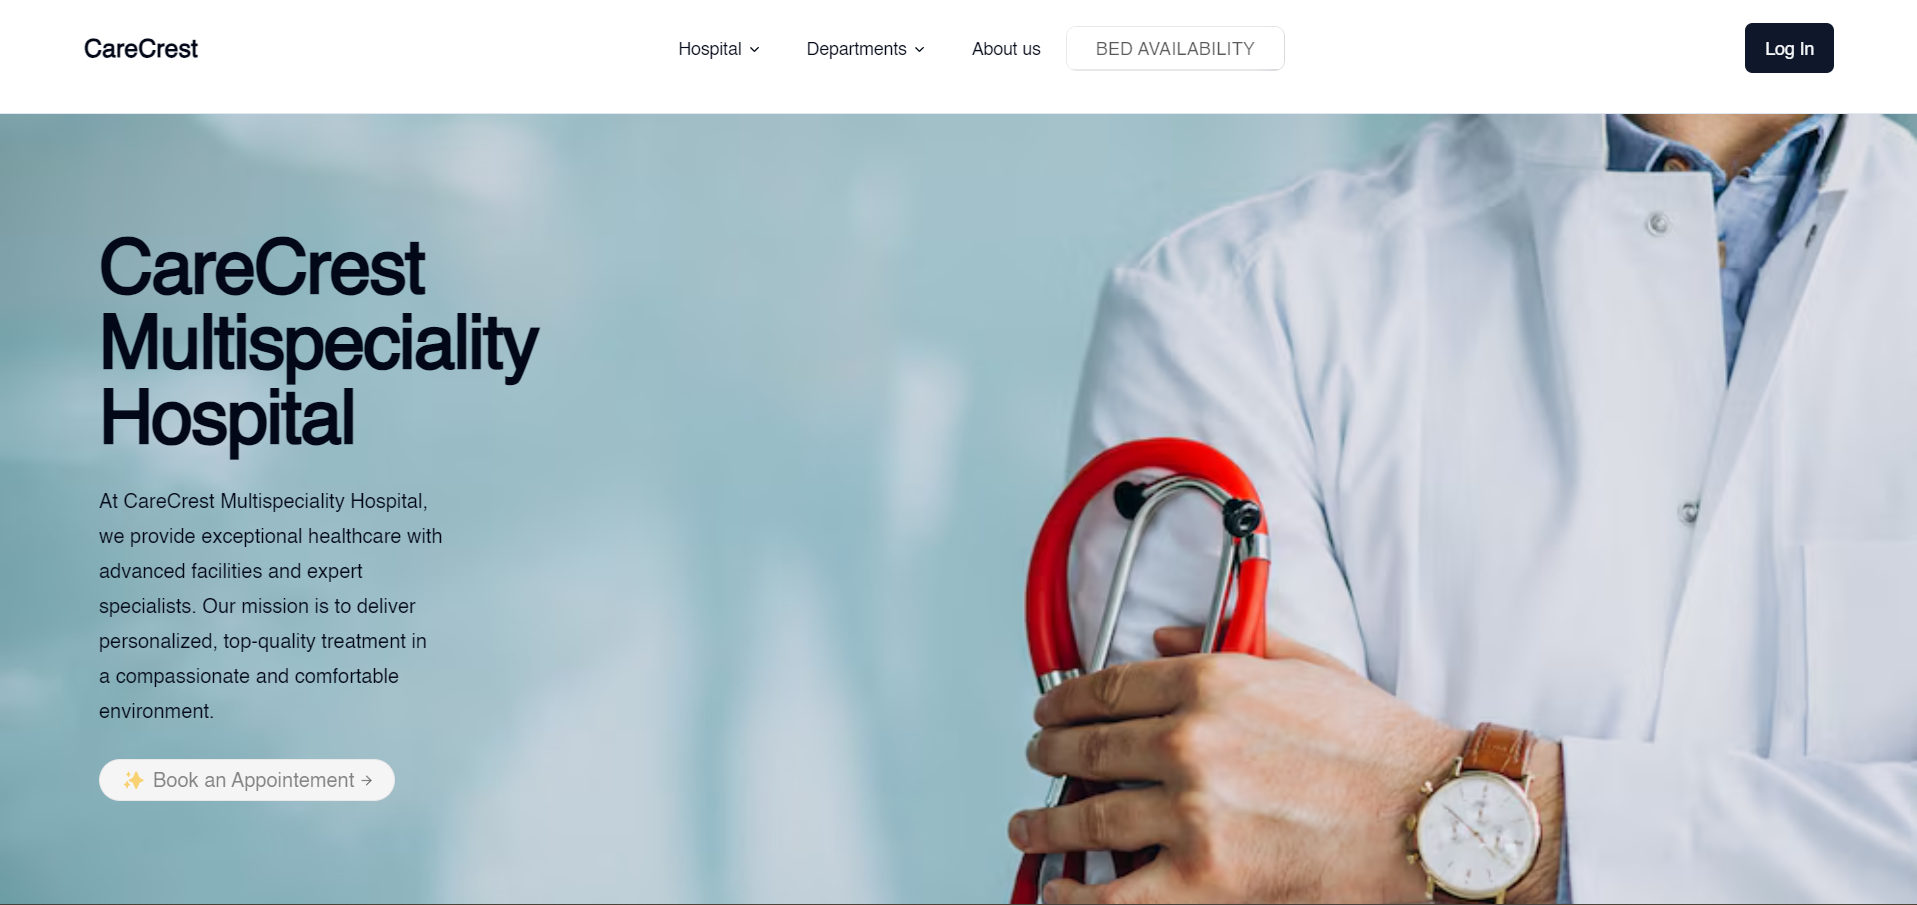 CareCrest
Hospital
Departments
About us
BED AVAILABILITY
Log In
CareCrest
Multispeciality
Hospital
At CareCrest Multispeciality Hospital,
we provide exceptional healthcare with
advanced facilities and expert
specialists. Our mission is to deliver
personalized, top-quality treatment in
a compassionate and comfortable
environment.
✨ Book an Appointement →